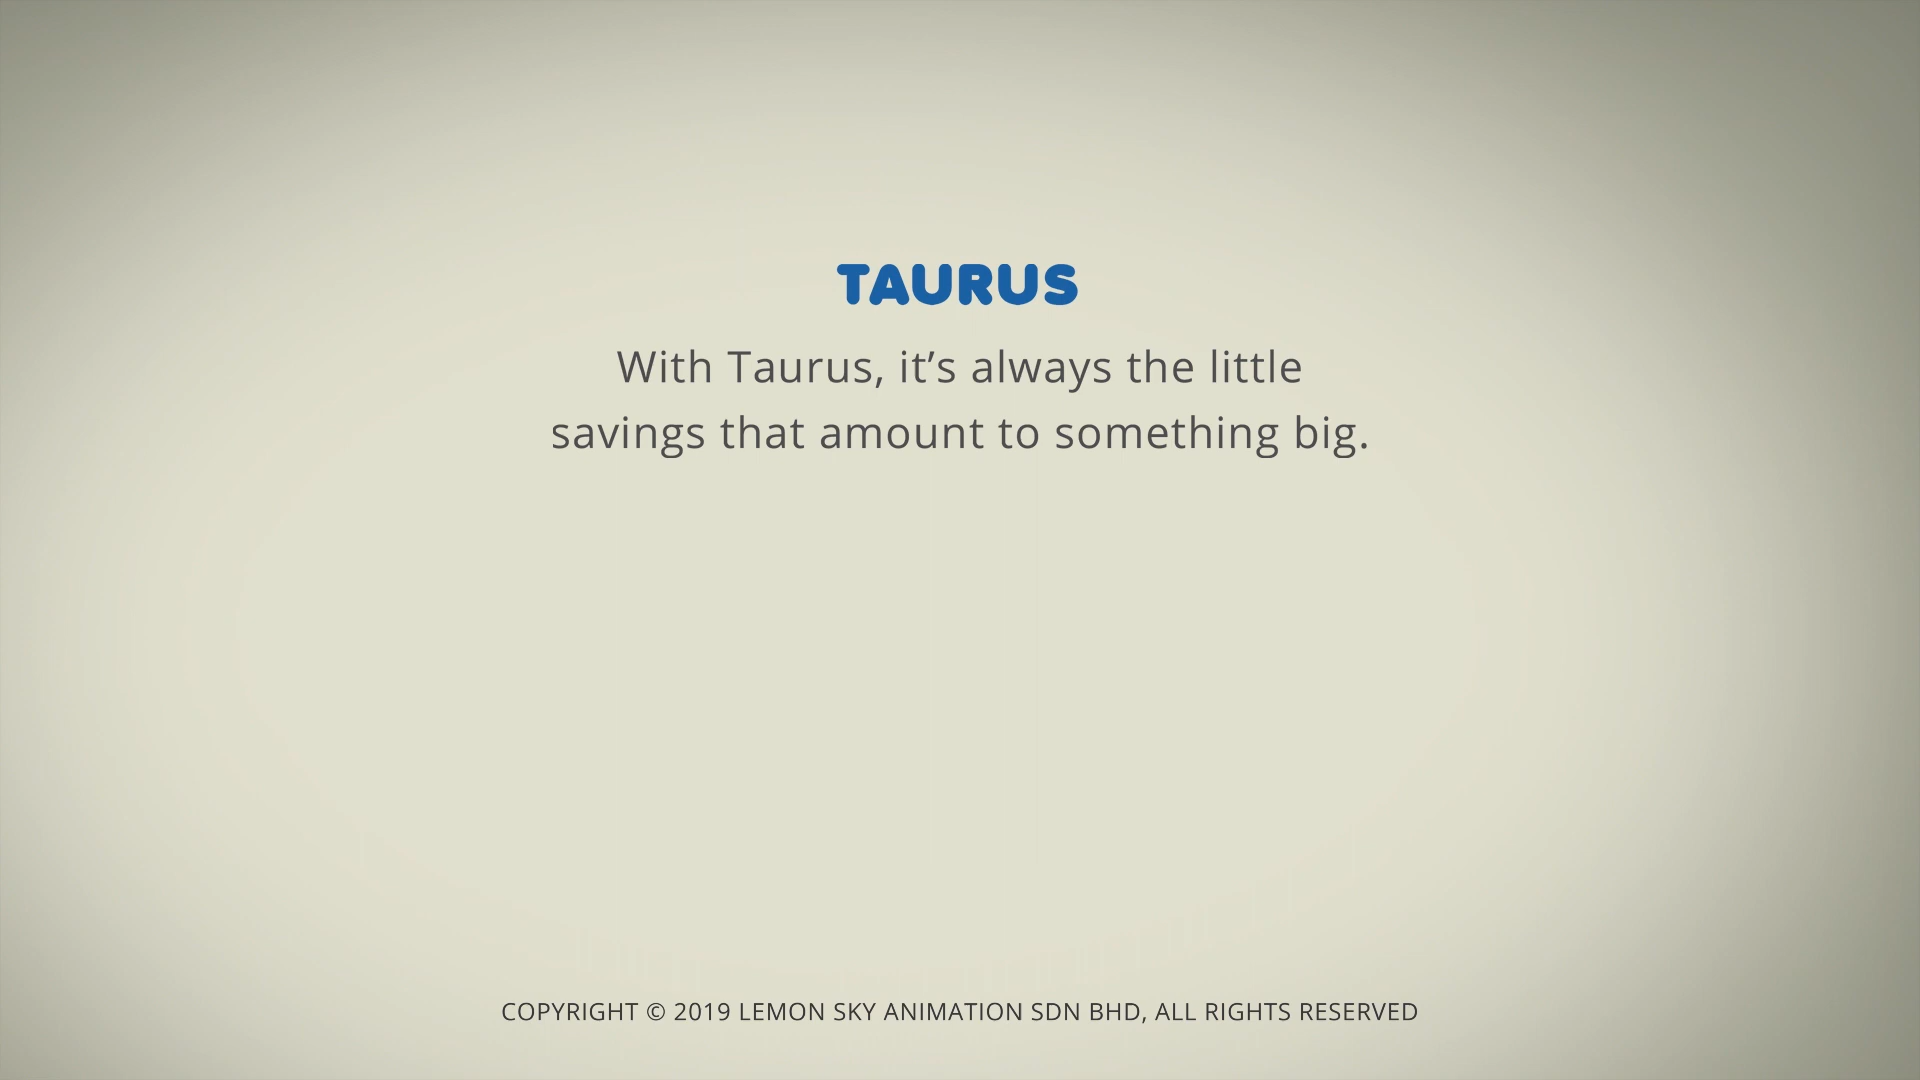 TAURUS
With Taurus, it’s always the little
savings that amount to something big.
COPYRIGHT © 2019 LEMON SKY ANIMATION SDN BHD, ALL RIGHTS RESERVED